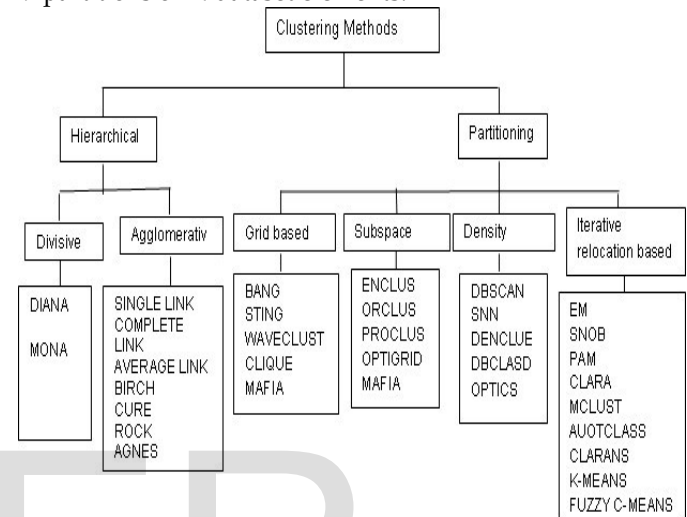 Clustering Methods
Hierarchical
Partitioning
Divisive
Agglomerativ
Grid based
Subspace
Density
Iterative
relocation based
DIANA
MONA
SINGLE LINK
COMPLETE
LINK
AVERAGE LINK
BIRCH
CURE
ROCK
AGNES
BANG
STING
WAVECLUST
CLIQUE
MAFIA
ENCLUS
ORCLUS
PROCLUS
OPTIGRID
MAFIA
DBSCAN
SNN
DENCLUE
DBCLASD
OPTICS
EM
SNOB
PAM
CLARA
MCLUST
AUOTCLASS
CLARANS
K-MEANS
FUZZY C-MEANS